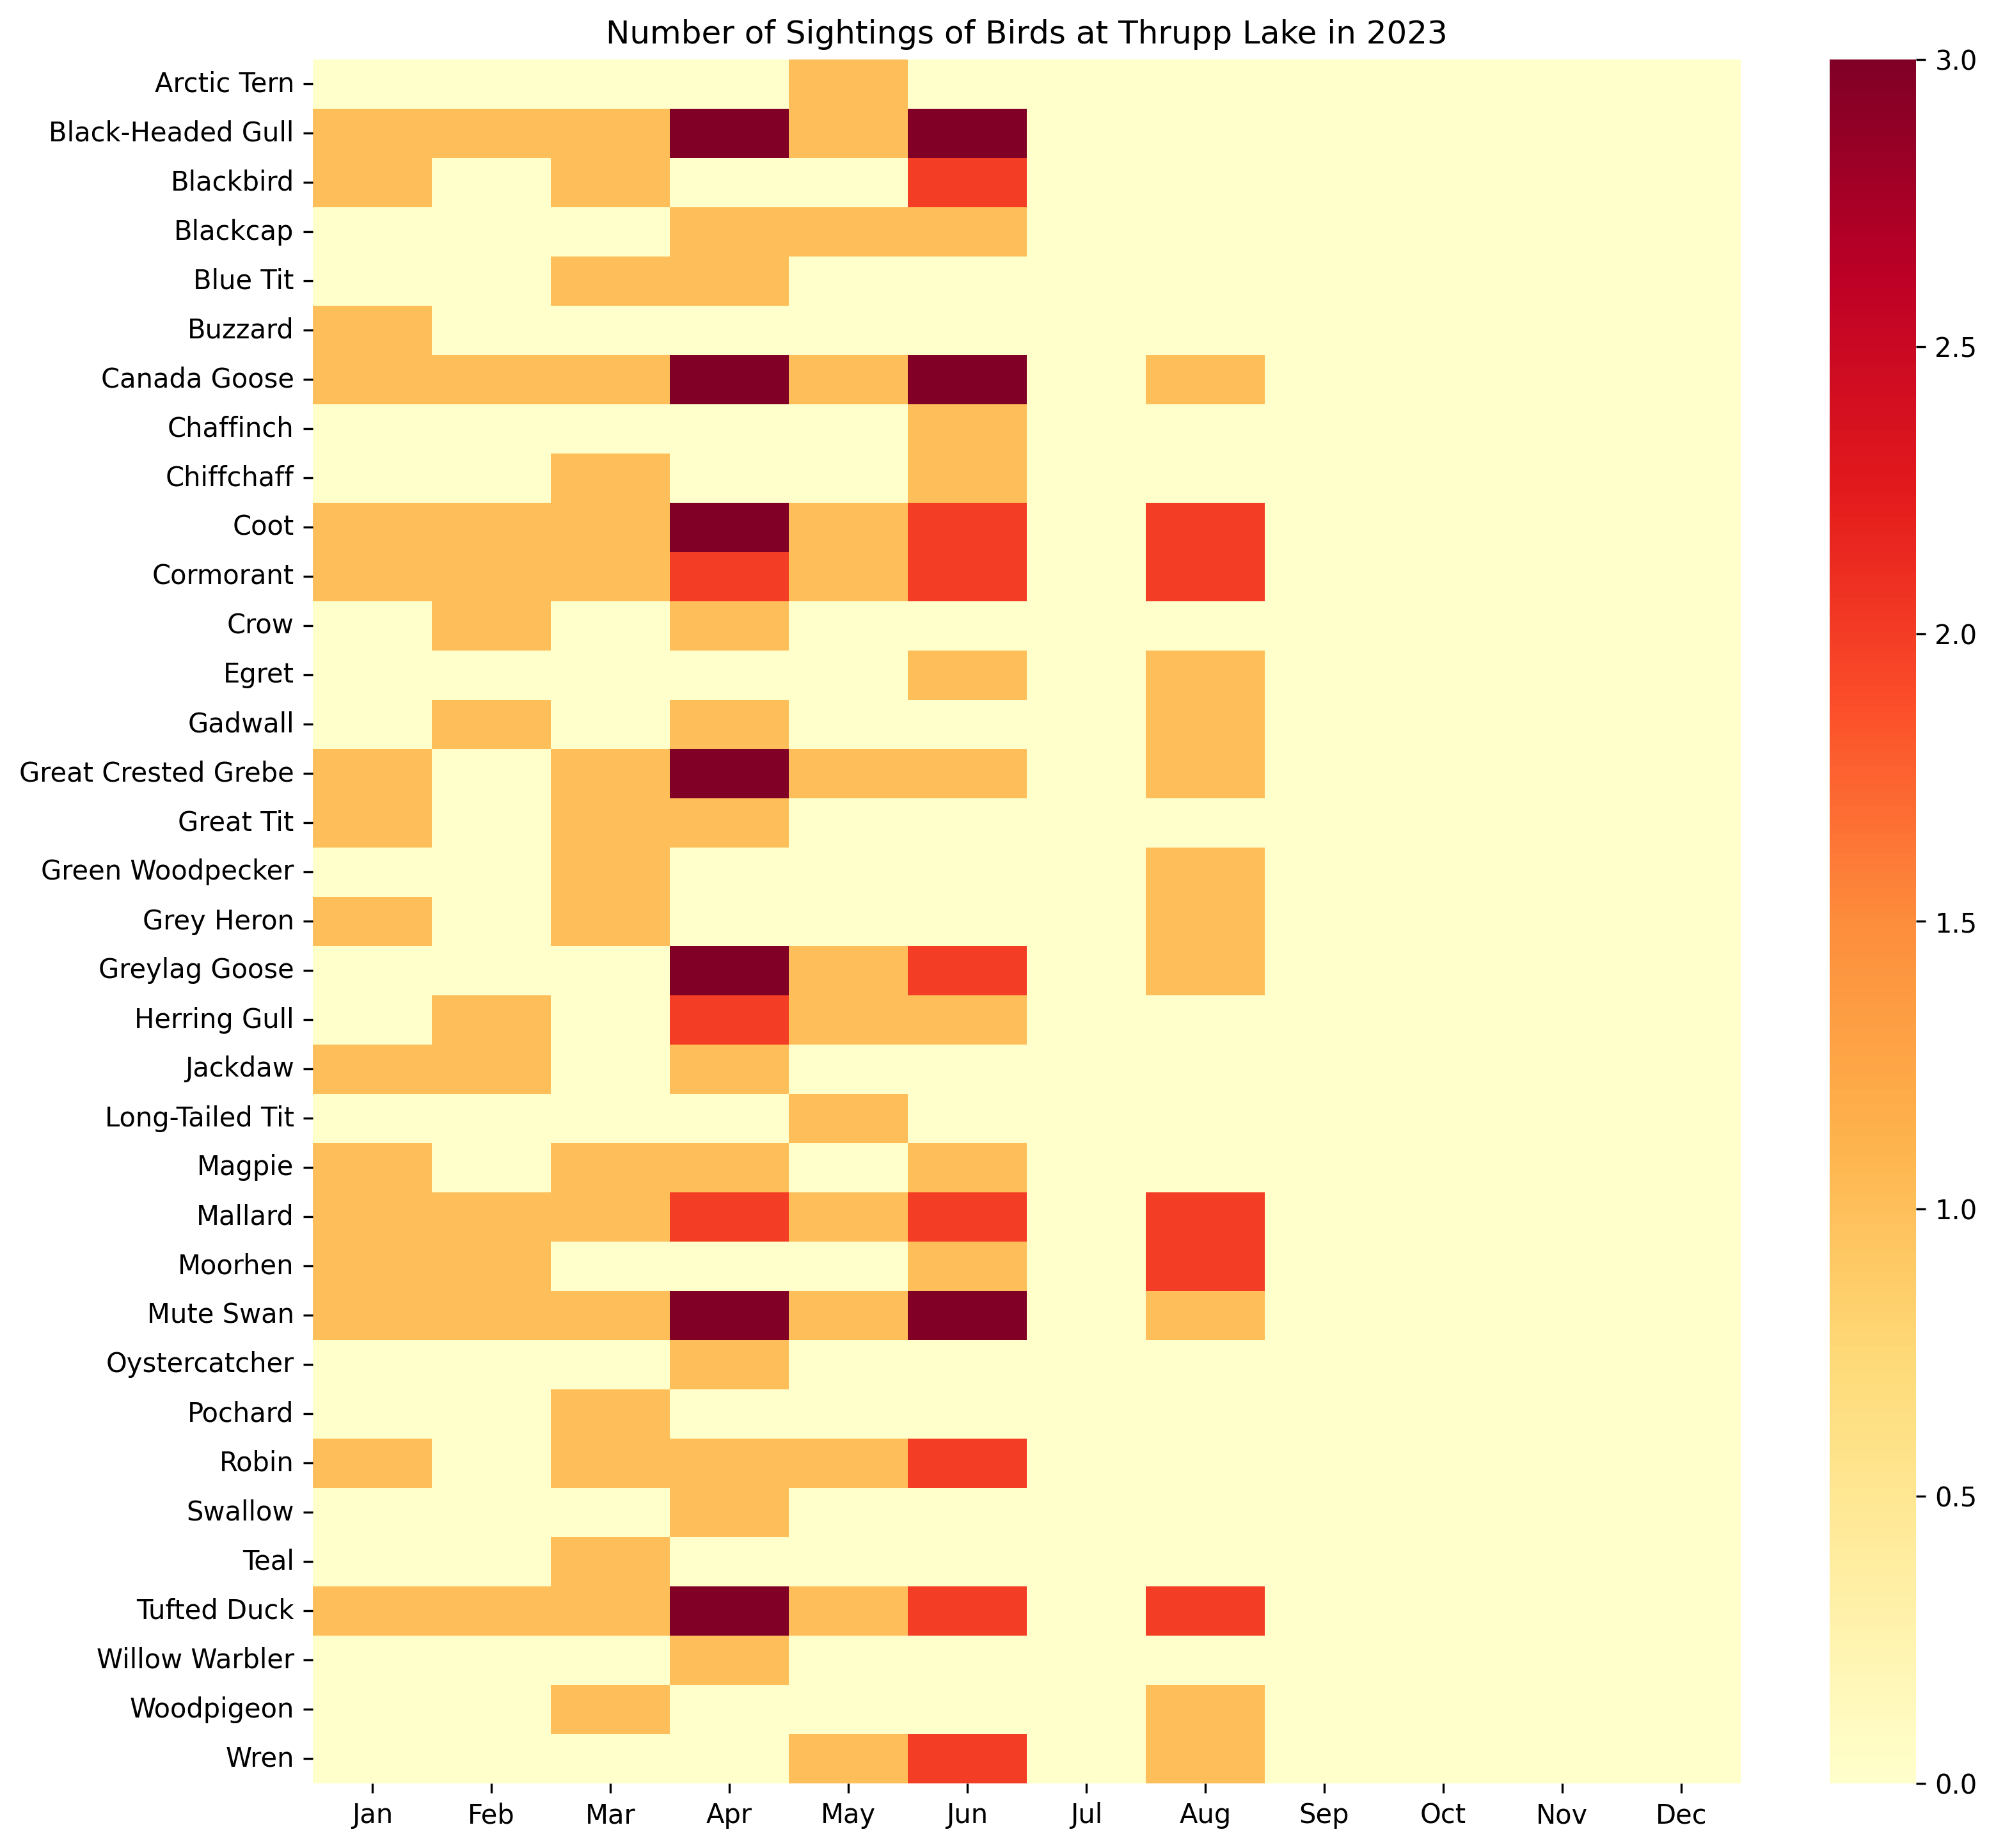 Number of Sightings of Birds at Thrupp Lake in 2023
Arctic Tern
Black-Headed Gull
Blackbird
Blackcap
Blue Tit
Buzzard
Canada Goose
Chaffinch
Chiffchaff
Coot
Cormorant
Crow
Egret
Gadwall
Great Crested Grebe
Great Tit
Green Woodpecker
Grey Heron
Greylag Goose
Herring Gull
Jackdaw
Long-Tailed Tit
Magpie
Mallard
Moorhen
Mute Swan
Oystercatcher
Pochard
Robin
Swallow
Teal
Tufted Duck
Willow Warbler
Woodpigeon
Wren
Jan Feb Mar Apr May Jun Jul Aug Sep Oct Nov Dec
3.0
2.5
2.0
1.5
1.0
0.5
0.0